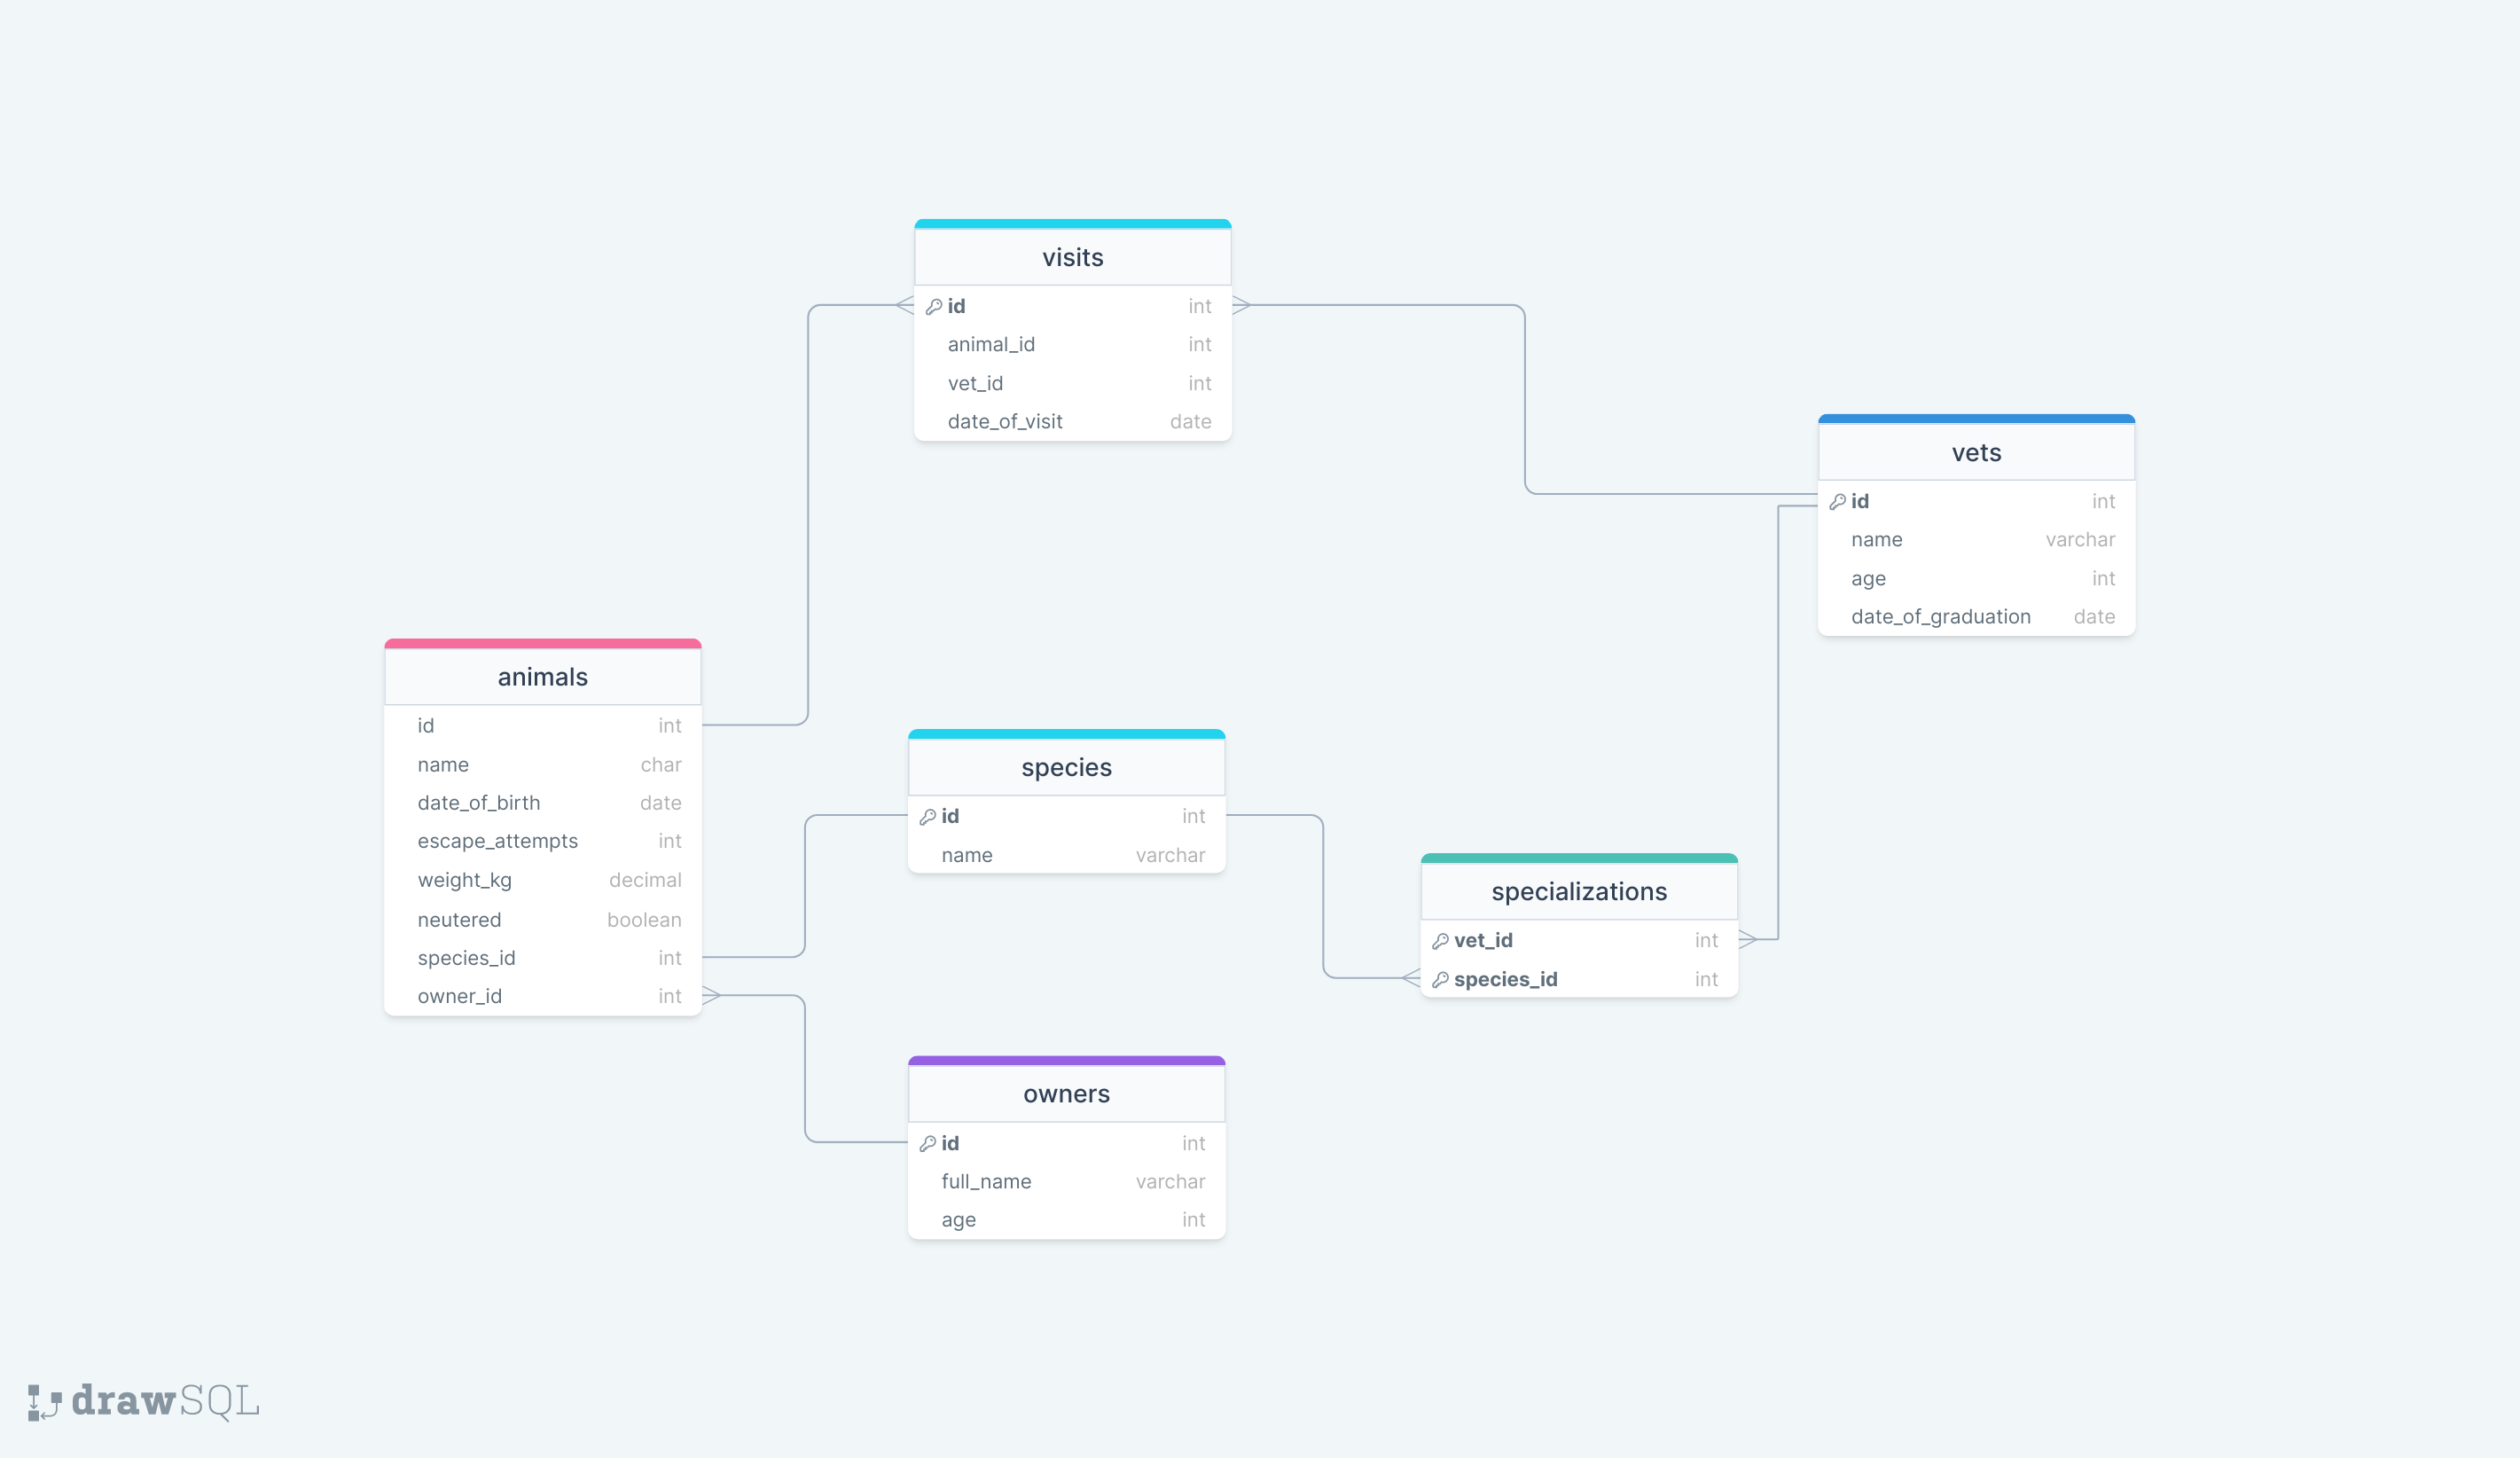 visits
id int
animal_id int
vet_id int
date_of_visit date
vets
id int
name varchar
age int
date_of_graduation date
animals
id int
name char
date_of_birth date
escape_attempts int
weight_kg decimal
neutered boolean
species_id int
owner_id int
species
id int
name varchar
specializations
vet_id int
species_id int
owners
id int
full_name varchar
age int
drawSQL